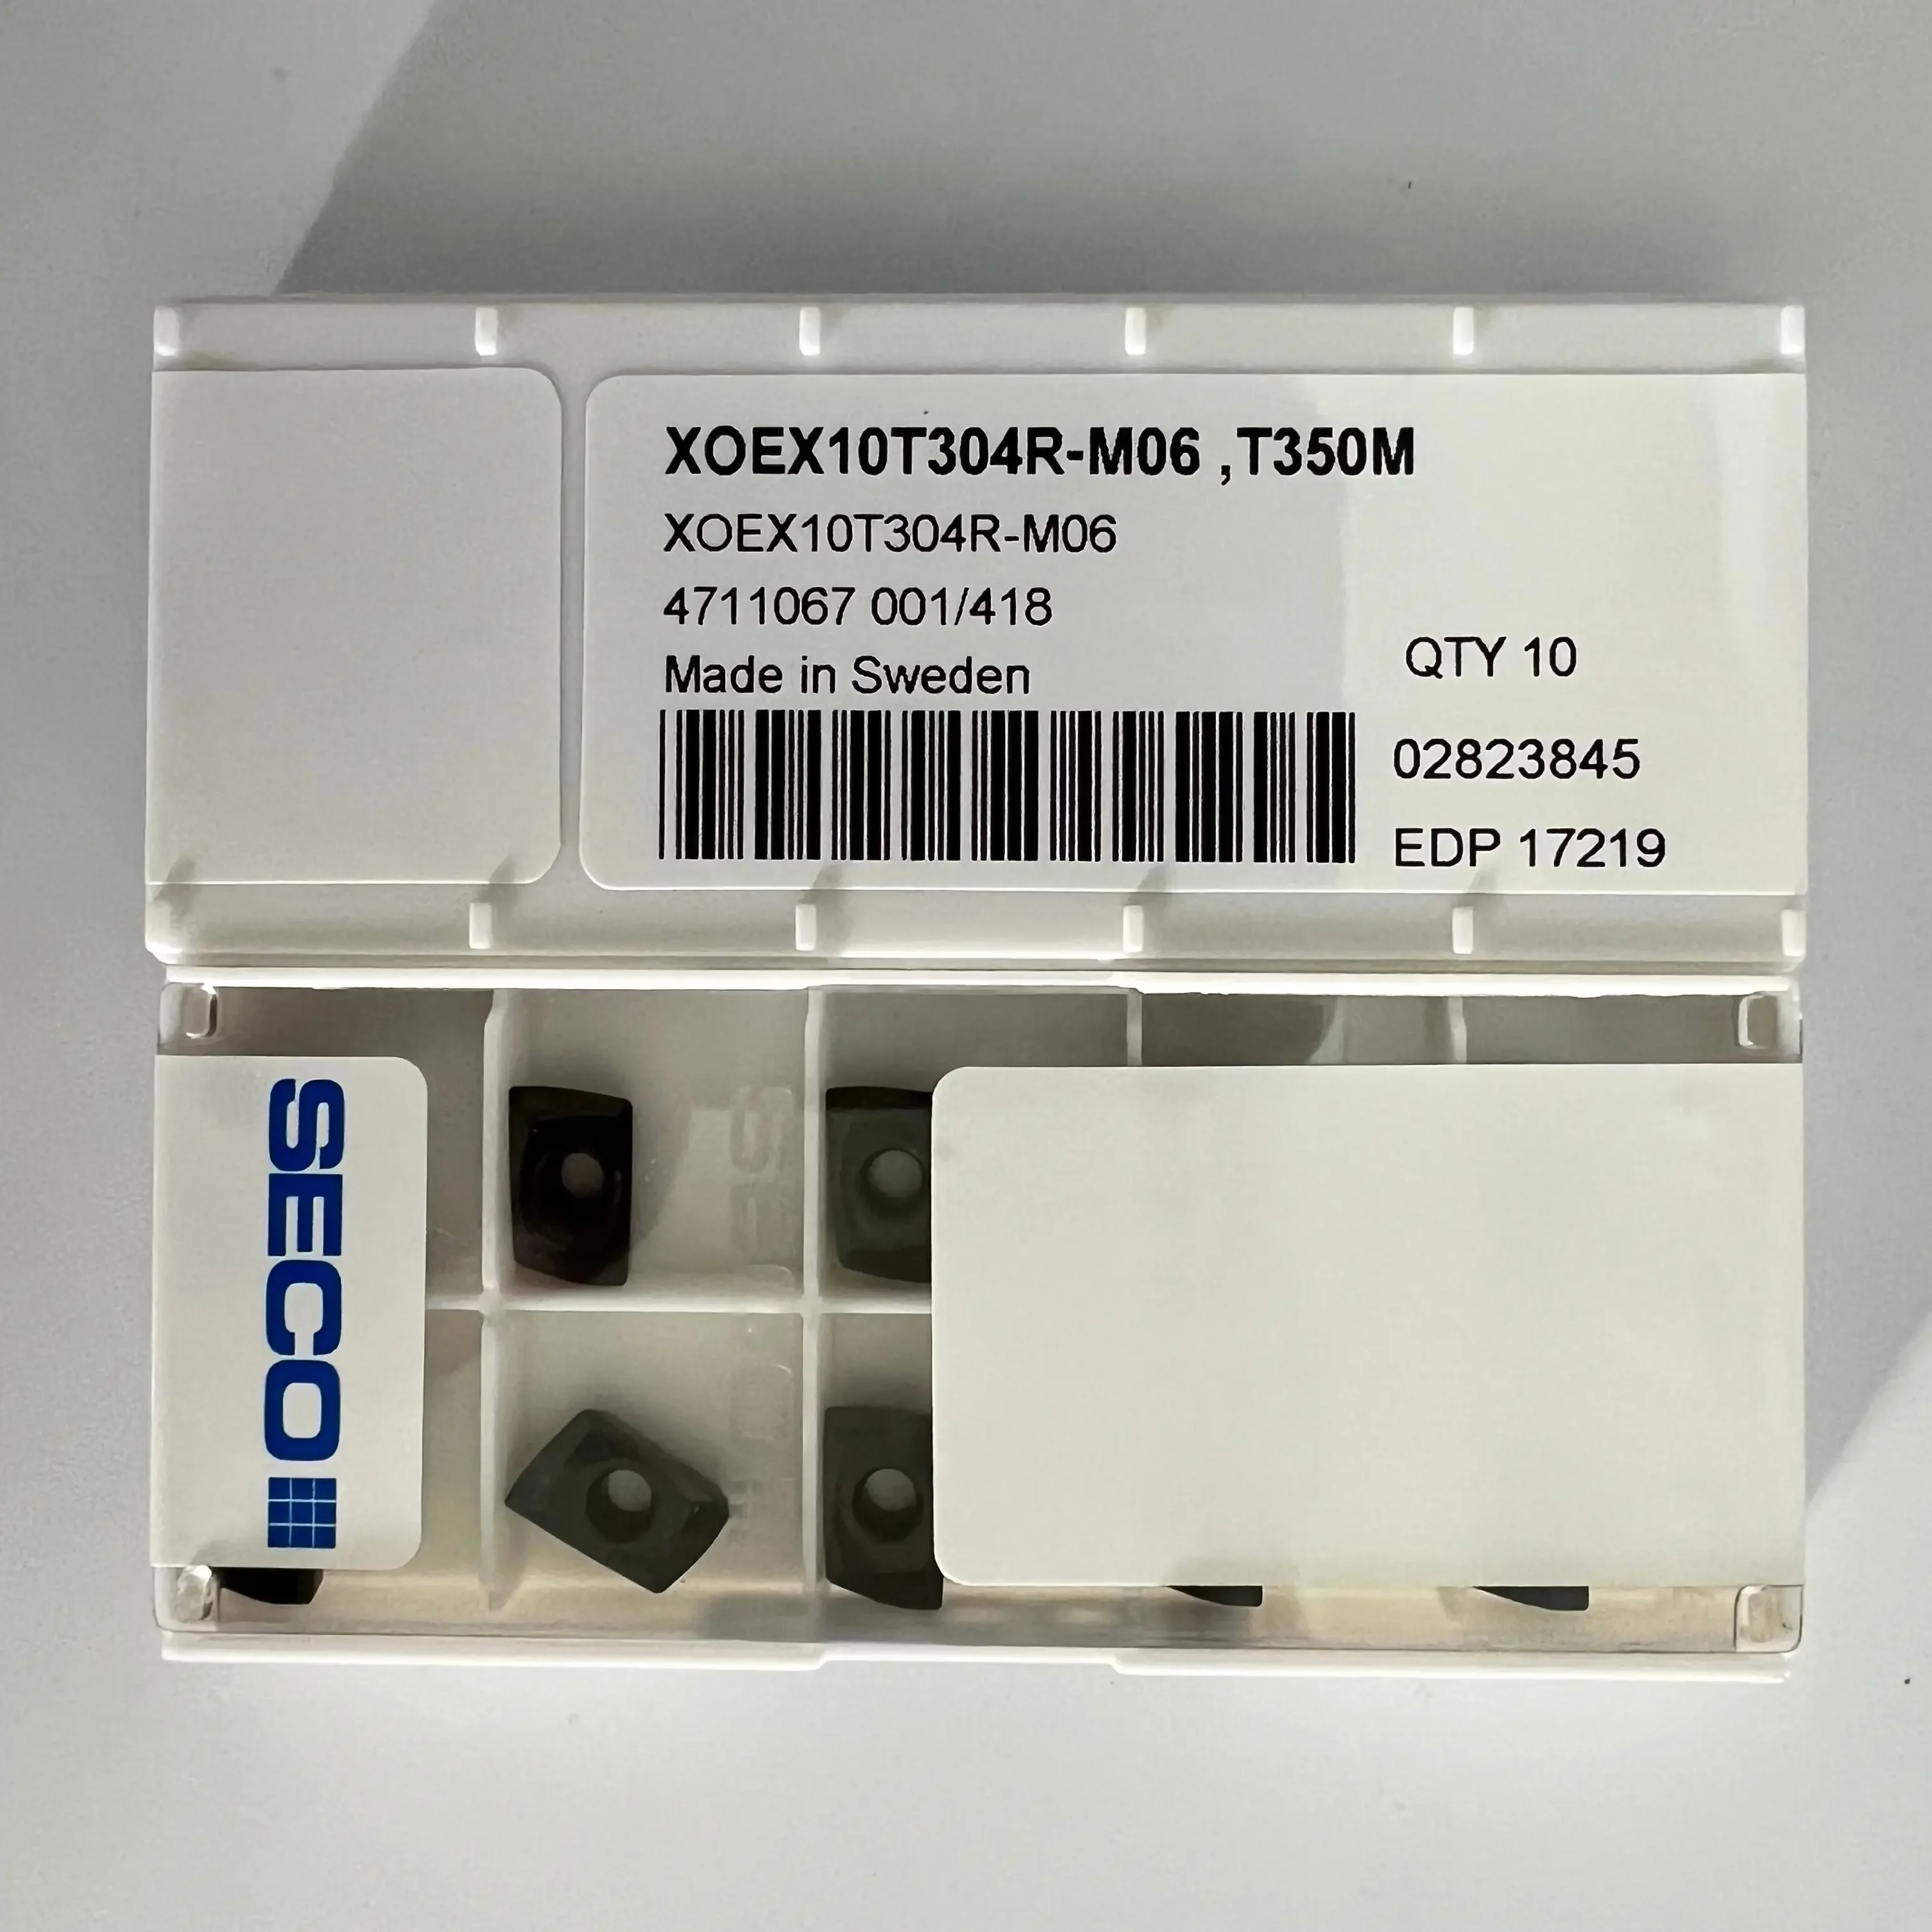 XOEX10T304R-M06 ,T350M
XOEX10T304R-M06
4711067 001/418
Made in Sweden
QTY 10
02823845
EDP 17219
SECO